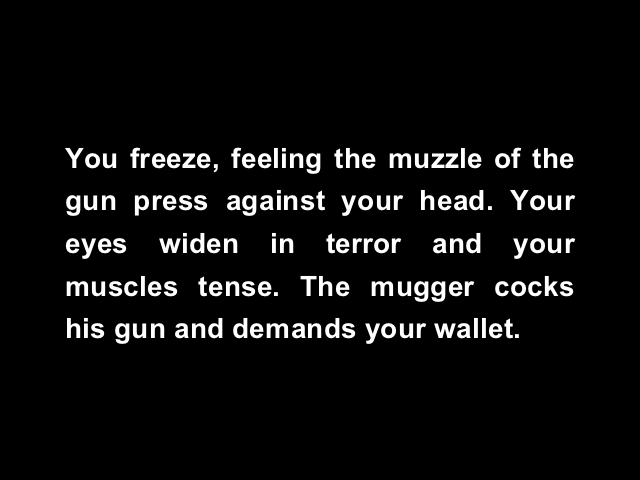 You freeze, feeling the muzzle of the
gun press against your head. Your
eyes widen in terror and your
muscles tense. The mugger cocks
his gun and demands your wallet.